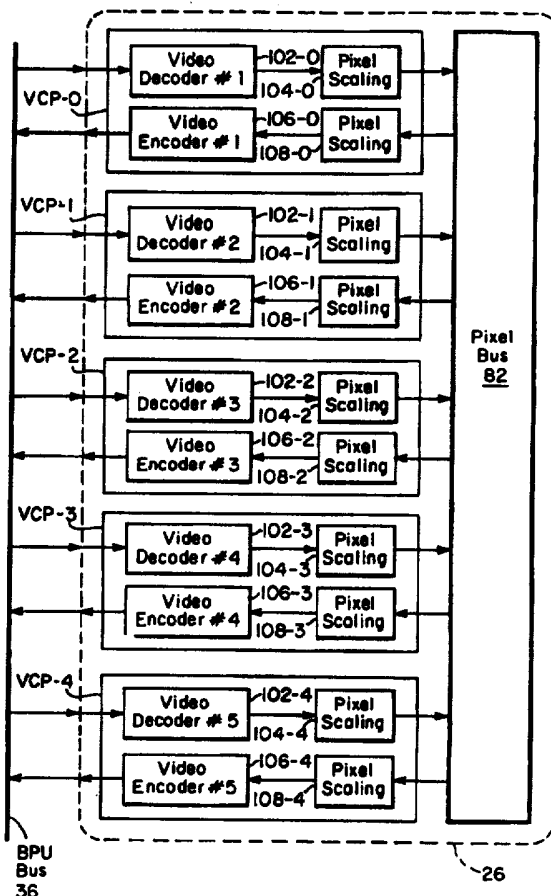 VCP-0
Video
Decoder #1
102-0
104-0
Pixel
Scaling
Video
Encoder #1
106-0
108-0
Pixel
Scaling
VCP-1
Video
Decoder #2
102-1
104-1
Pixel
Scaling
Video
Encoder #2
106-1
108-1
Pixel
Scaling
VCP-2
Video
Decoder #3
102-2
104-2
Pixel
Scaling
Video
Encoder #3
106-2
108-2
Pixel
Scaling
VCP-3
Video
Decoder #4
102-3
104-3
Pixel
Scaling
Video
Encoder #4
106-3
108-3
Pixel
Scaling
VCP-4
Video
Decoder #5
102-4
104-4
Pixel
Scaling
Video
Encoder #5
106-4
108-4
Pixel
Scaling
Pixel
Bus
82
BPU
Bus
36
26